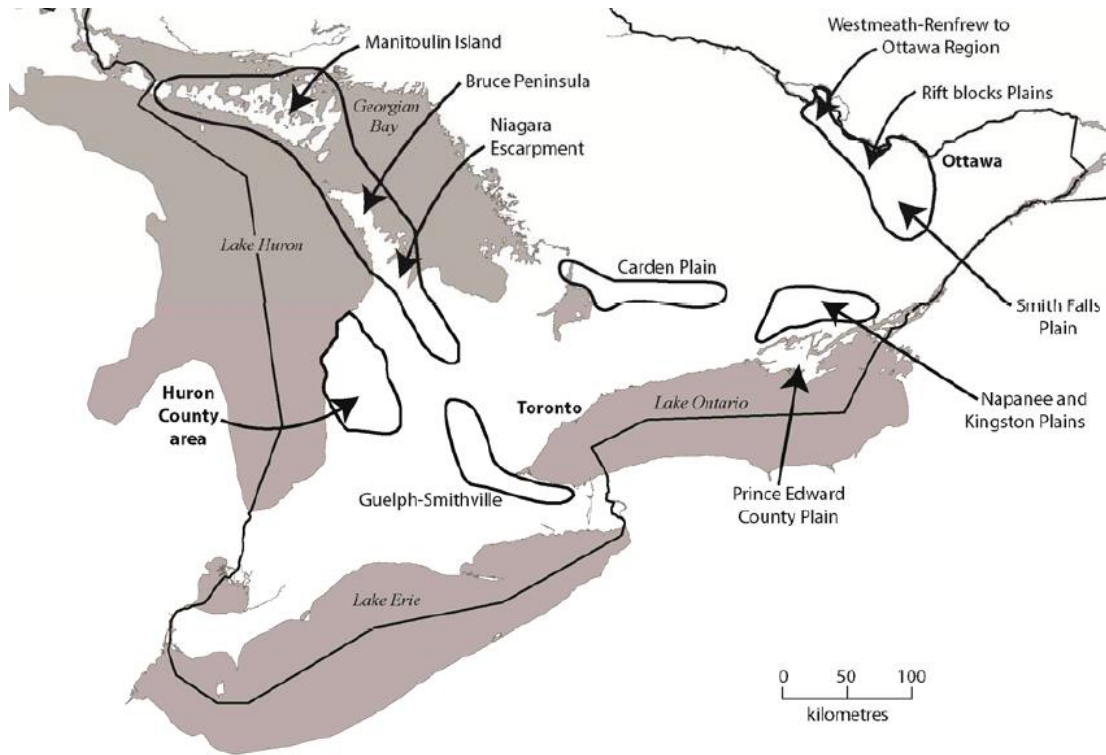 Westmeath-Renfrew to
Ottawa Region
Manitoulin Island
Bruce Peninsula
Rift blocks Plains
Georgian
Bay
Niagara
Escarpment
Ottawa
Lake Huron
Carden Plain
Smith Falls
Plain
Huron
County
area
Toronto
Lake Ontario
Napanee and
Kingston Plains
Guelph-Smithville
Prince Edward
County Plain
Lake Erie
0 50 100
kilometres